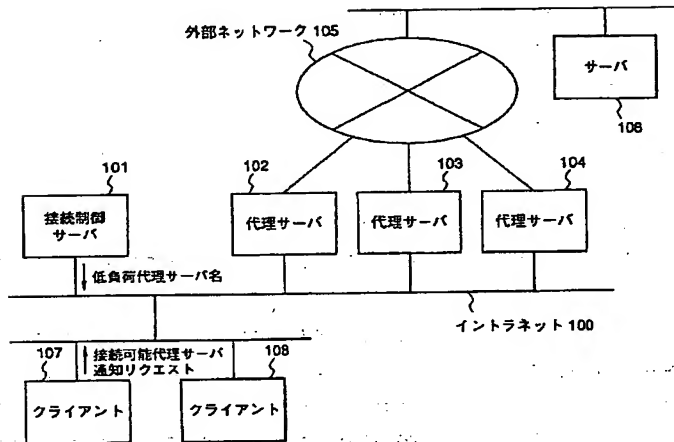 外部ネットワーク 105
サーバ
106
101
102
103
104
接続制御
サーバ
代理サーバ
代理サーバ
代理サーバ
低負荷代理サーバ名
イントラネット 100
107
接続可能代理サーバ
通知リクエスト
108
クライアント
クライアント